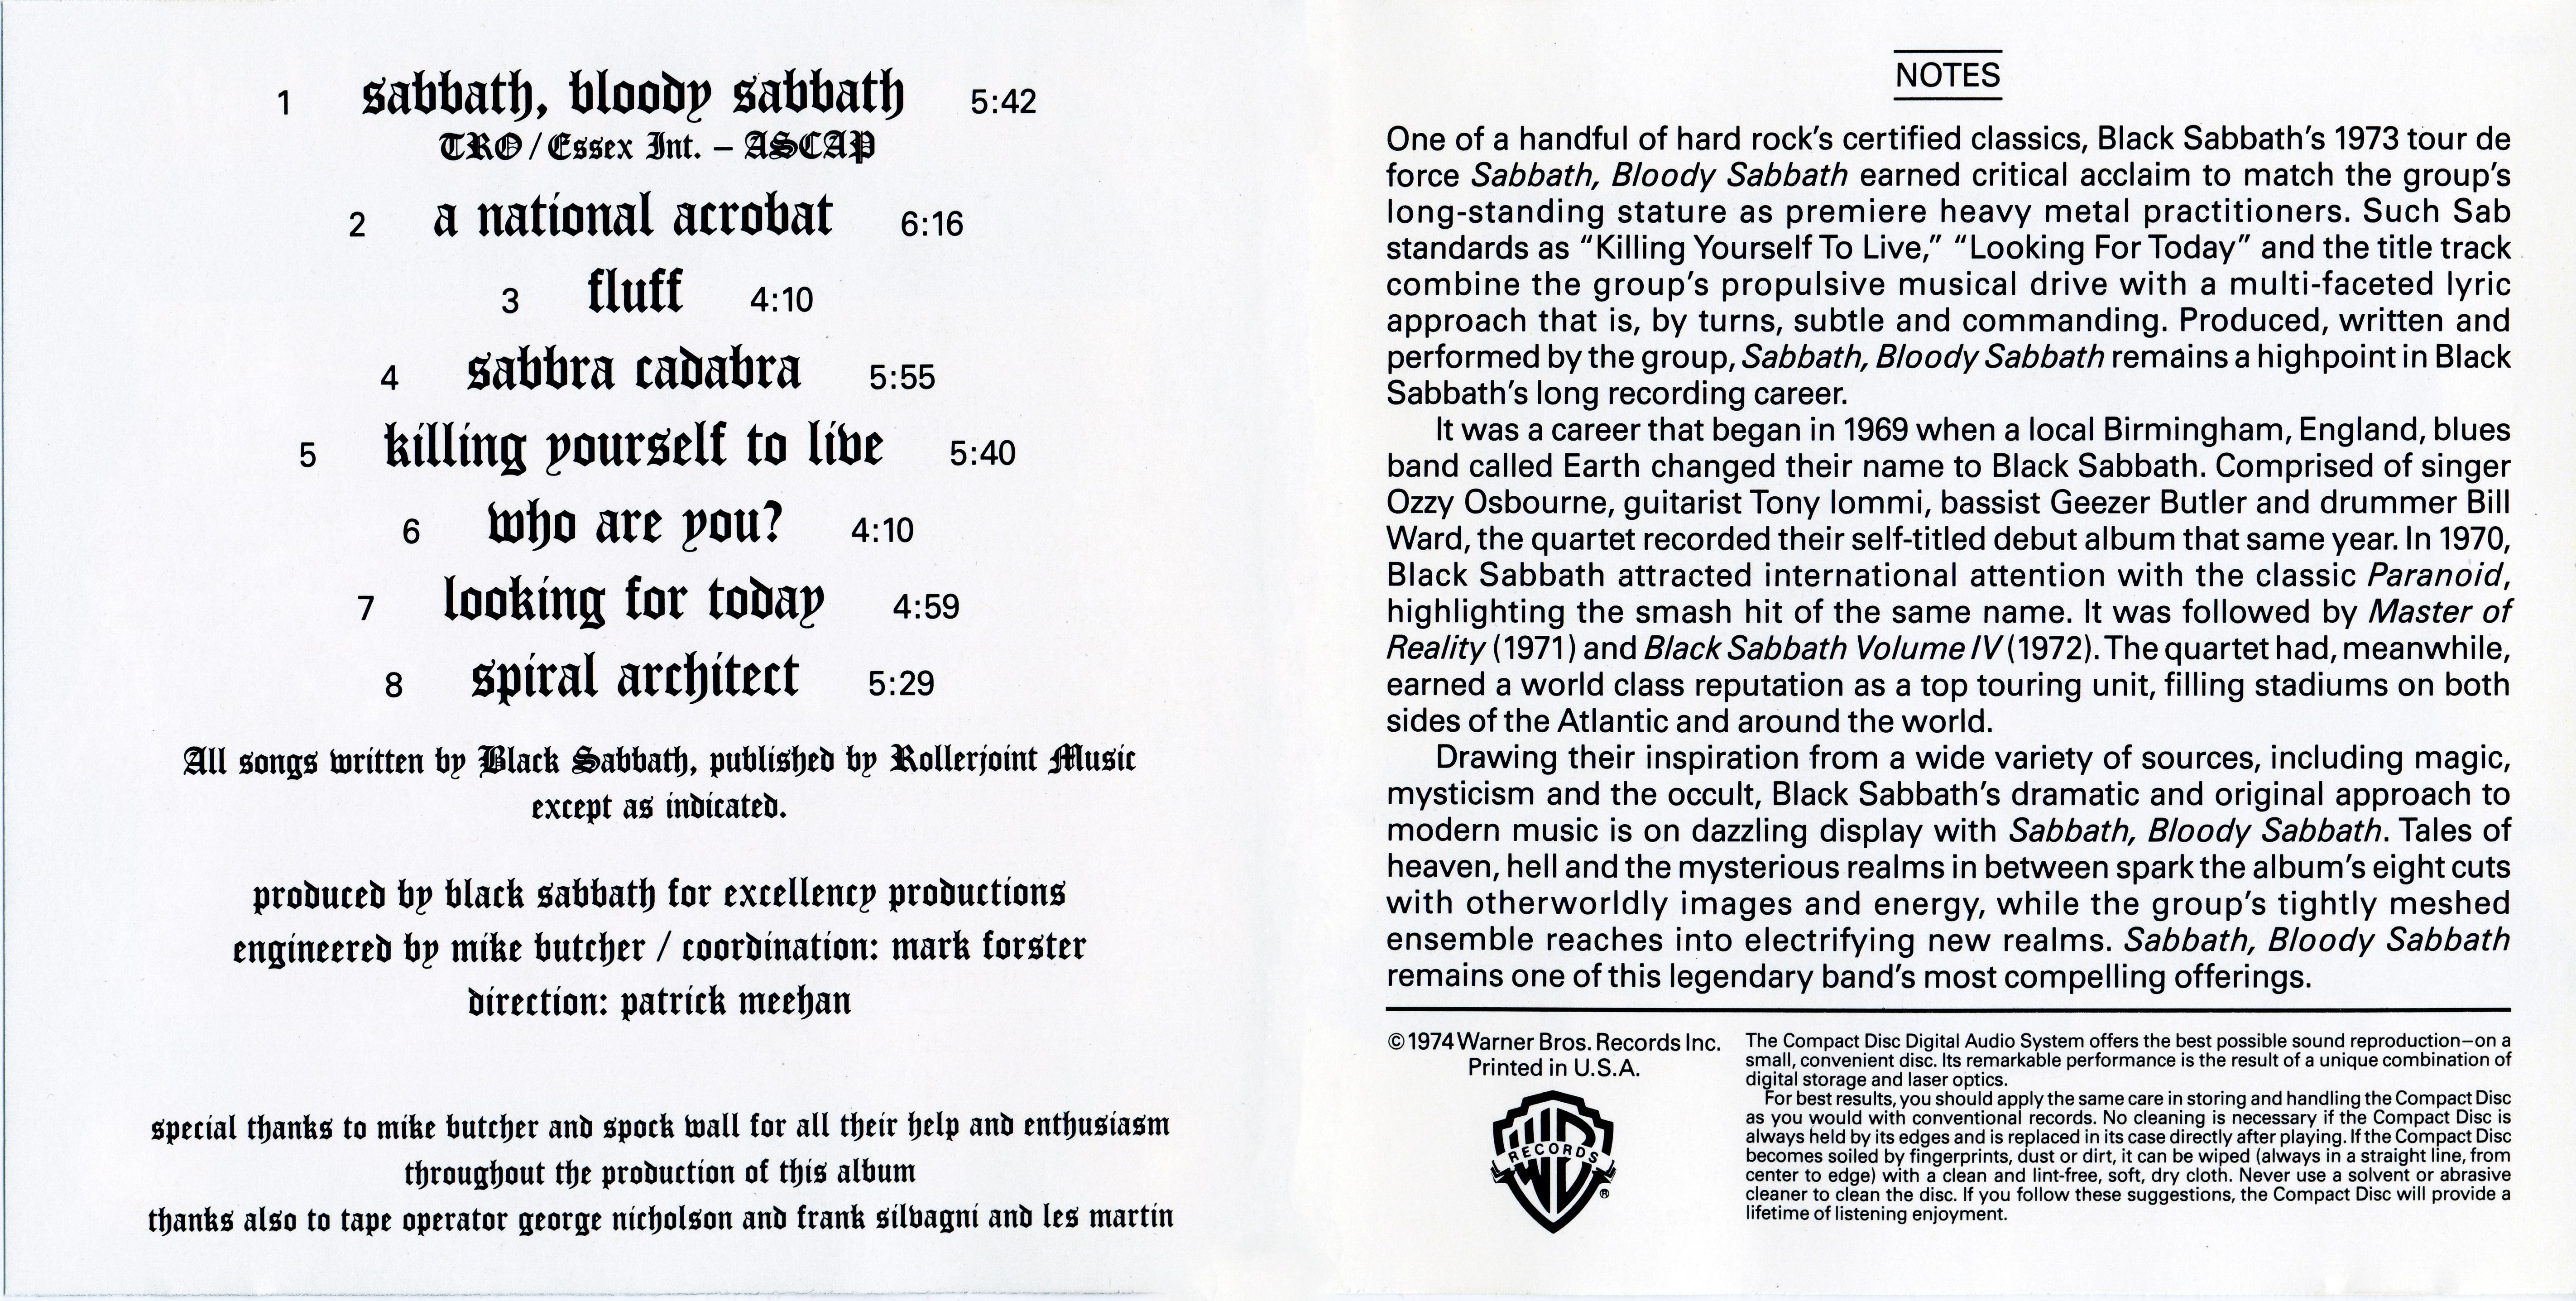 1 sabbath, bloody sabbath 5:42
TRO/Essex Int. – ASCAP
2 a national acrobat 6:16
3 fluff 4:10
4 sabbra cadabra 5:55
5 killing yourself to live 5:40
6 who are you? 4:10
7 looking for today 4:59
8 spiral architect 5:29
All songs written by Black Sabbath, published by Rollerjoint Music
except as indicated.
produced by black sabbath for excellency productions
engineered by mike butcher / coordination: mark forster
direction: patrick meehan
special thanks to mike butcher and spock wall for all their help and enthusiasm
throughout the production of this album
thanks also to tape operator george nicholson and frank silvagni and les martin
NOTES
One of a handful of hard rock's certified classics, Black Sabbath's 1973 tour de
force Sabbath, Bloody Sabbath earned critical acclaim to match the group's
long-standing stature as premiere heavy metal practitioners. Such Sab
standards as “Killing Yourself To Live,” “Looking For Today” and the title track
combine the group's propulsive musical drive with a multi-faceted lyric
approach that is, by turns, subtle and commanding. Produced, written and
performed by the group, Sabbath, Bloody Sabbath remains a highpoint in Black
Sabbath's long recording career.
It was a career that began in 1969 when a local Birmingham, England, blues
band called Earth changed their name to Black Sabbath. Comprised of singer
Ozzy Osbourne, guitarist Tony Iommi, bassist Geezer Butler and drummer Bill
Ward, the quartet recorded their self-titled debut album that same year. In 1970,
Black Sabbath attracted international attention with the classic Paranoid,
highlighting the smash hit of the same name. It was followed by Master of
Reality (1971) and Black Sabbath Volume IV (1972). The quartet had, meanwhile,
earned a world class reputation as a top touring unit, filling stadiums on both
sides of the Atlantic and around the world.
Drawing their inspiration from a wide variety of sources, including magic,
mysticism and the occult, Black Sabbath's dramatic and original approach to
modern music is on dazzling display with Sabbath, Bloody Sabbath. Tales of
heaven, hell and the mysterious realms in between spark the album's eight cuts
with otherworldly images and energy, while the group's tightly meshed
ensemble reaches into electrifying new realms. Sabbath, Bloody Sabbath
remains one of this legendary band's most compelling offerings.
©1974 Warner Bros. Records Inc.
Printed in U.S.A.
WB
RECORDS
®
The Compact Disc Digital Audio System offers the best possible sound reproduction–on a
small, convenient disc. Its remarkable performance is the result of a unique combination of
digital storage and laser optics.
For best results, you should apply the same care in storing and handling the Compact Disc
as you would with conventional records. No cleaning is necessary if the Compact Disc is
always held by its edges and is replaced in its case directly after playing. If the Compact Disc
becomes soiled by fingerprints, dust or dirt, it can be wiped (always in a straight line, from
center to edge) with a clean and lint-free, soft, dry cloth. Never use a solvent or abrasive
cleaner to clean the disc. If you follow these suggestions, the Compact Disc will provide a
lifetime of listening enjoyment.